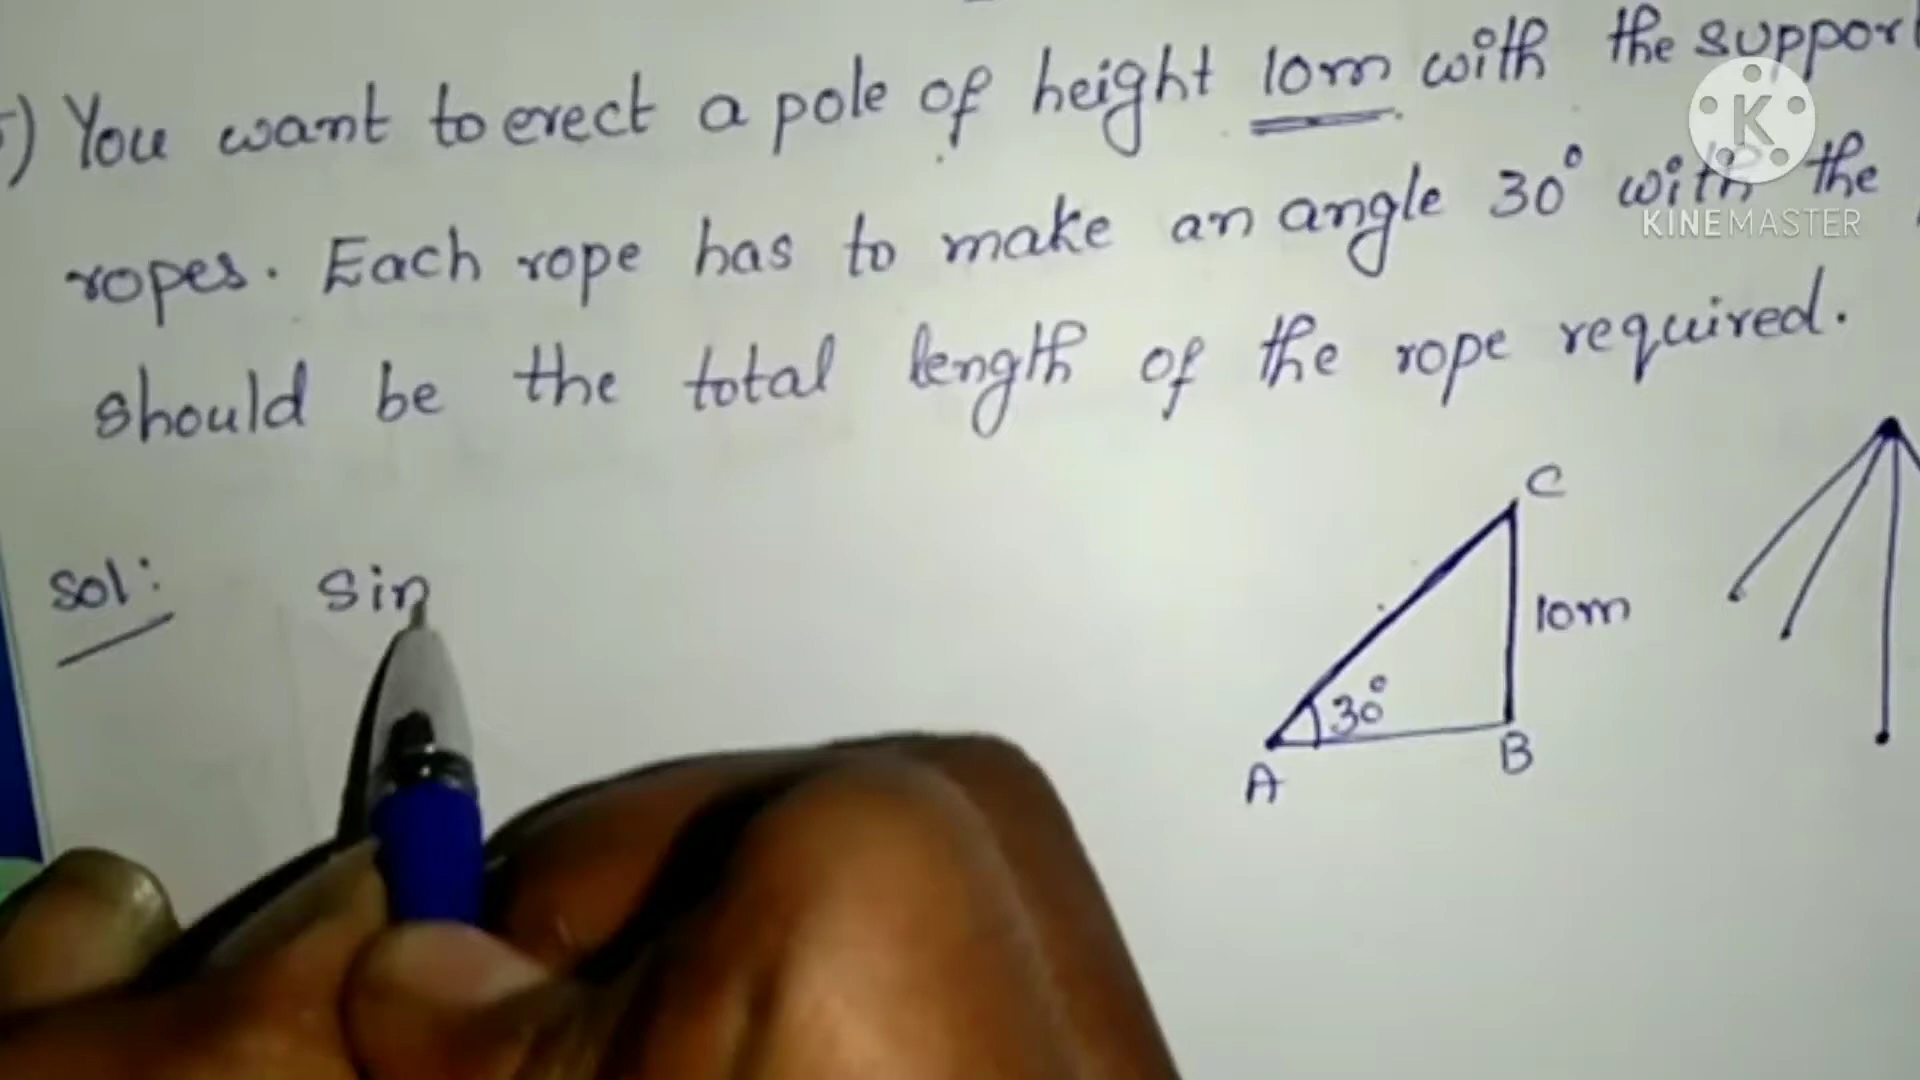 ) You want to erect a pole of height 10m with the support
ropes. Each rope has to make an angle 30° with the
should be the total length of the rope required.
Sol: Sin
C
10m
30°
A
B
K
KINEMASTER